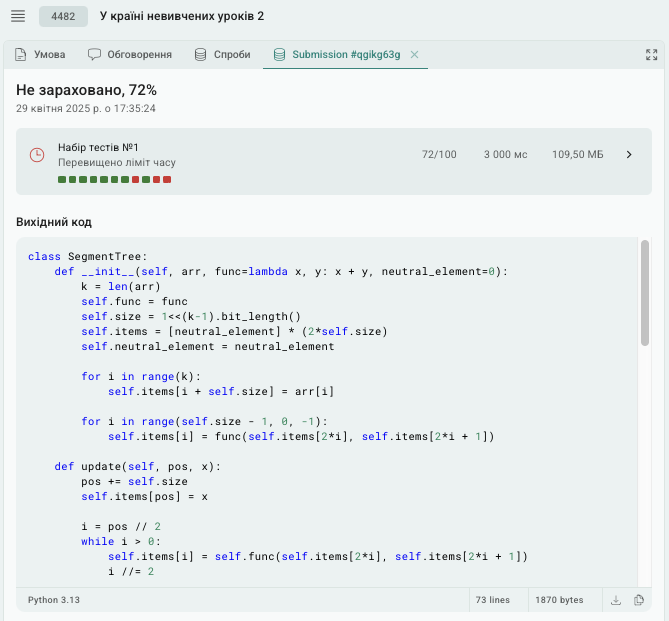 4482 У країні невивчених уроків 2
Умова Обговорення Спроби Submission #qgikg63g
Не зараховано, 72%
29 квітня 2025 р. о 17:35:24
Набір тестів №1
Перевищено ліміт часу
72/100 3 000 мс 109,50 МБ
Вихідний код
class SegmentTree:
    def __init__(self, arr, func=lambda x, y: x + y, neutral_element=0):
        k = len(arr)
        self.func = func
        self.size = 1<<(k-1).bit_length()
        self.items = [neutral_element] * (2*self.size)
        self.neutral_element = neutral_element

        for i in range(k):
            self.items[i + self.size] = arr[i]

        for i in range(self.size - 1, 0, -1):
            self.items[i] = func(self.items[2*i], self.items[2*i + 1])

    def update(self, pos, x):
        pos += self.size
        self.items[pos] = x

        i = pos // 2
        while i > 0:
            self.items[i] = self.func(self.items[2*i], self.items[2*i + 1])
            i //= 2
Python 3.13 73 lines 1870 bytes